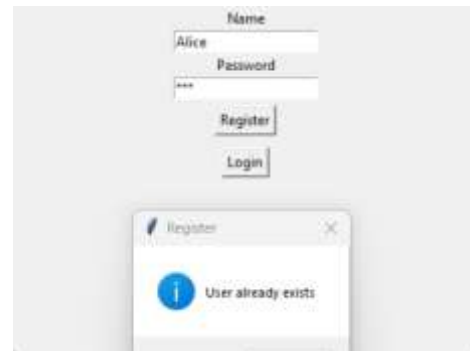 Name
Alice
Password
***
Register
Login
Register
User already exists